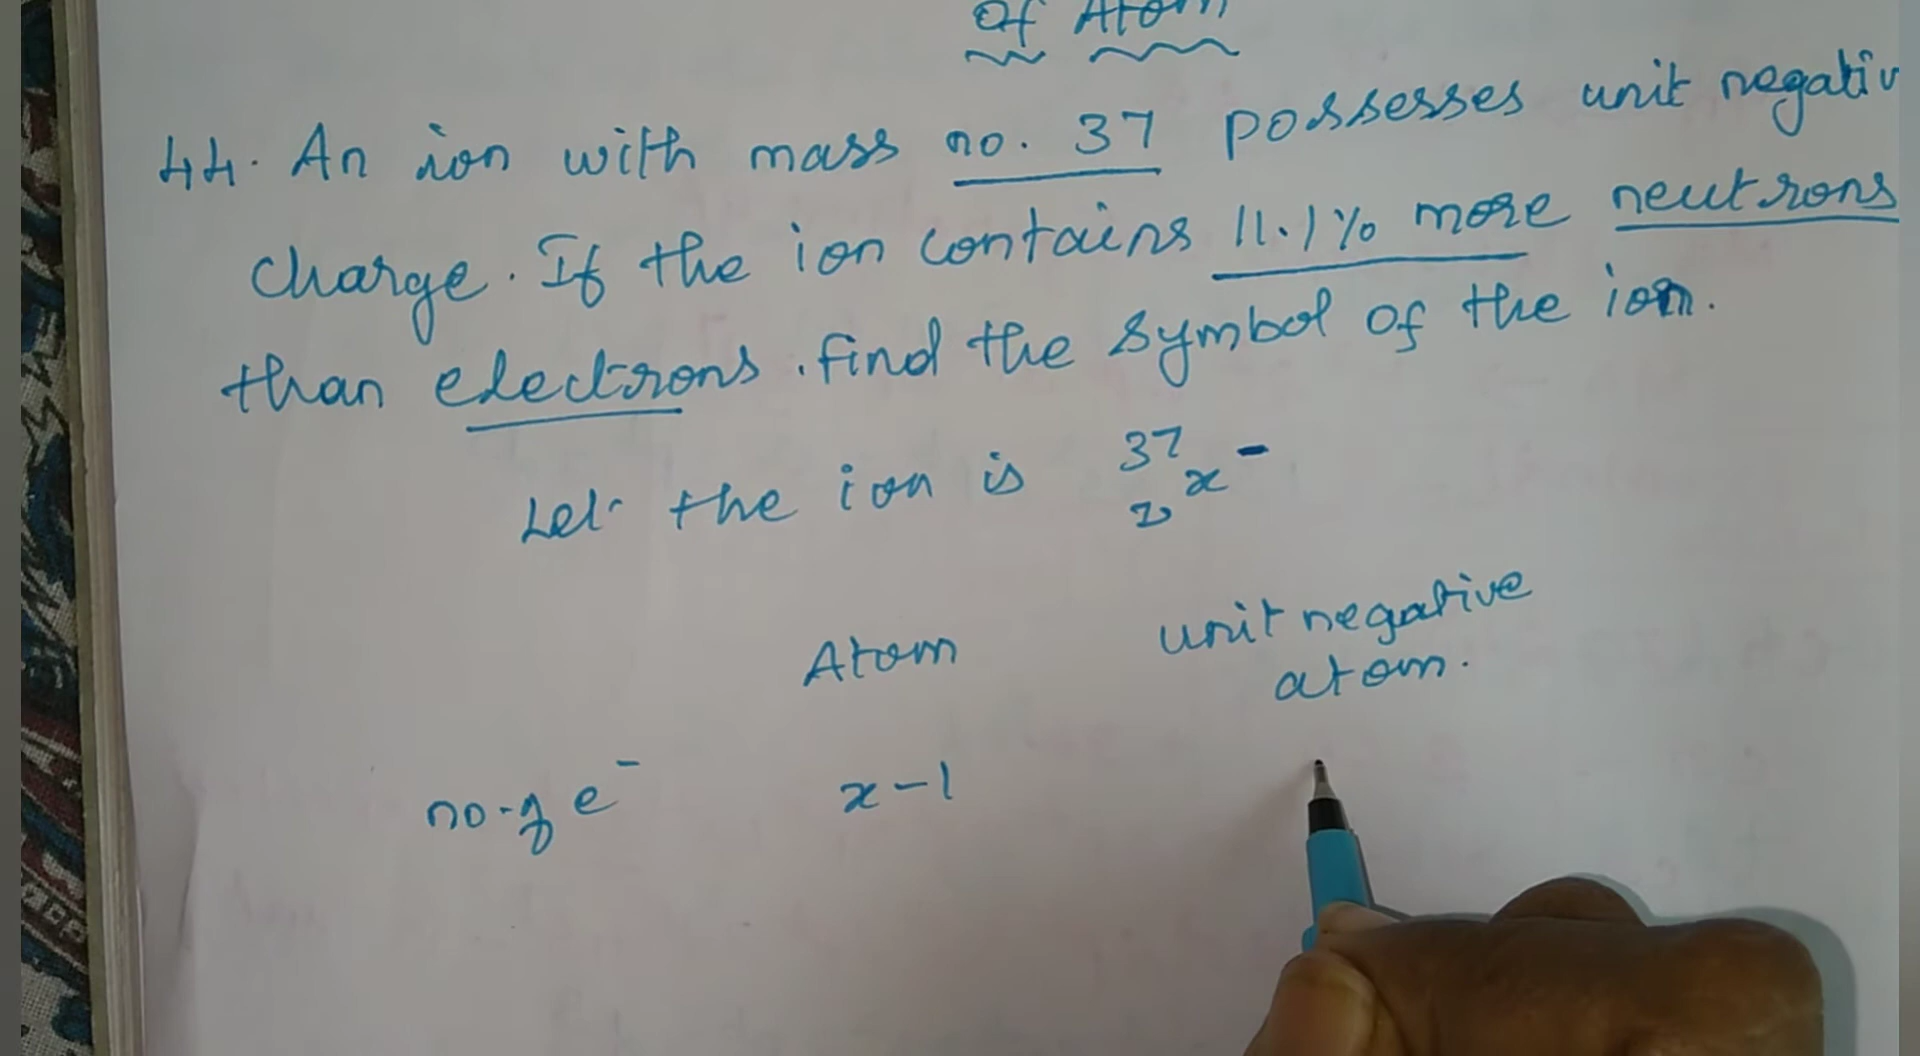 of Atom
44. An ion with mass no. 37 possesses unit negativ
charge. If the ion contains 11.1% more neutrons
than electrons. find the symbol of the ion.
Let the ion is ³⁷₂x⁻
Atom unit negative
atom.
no. of e⁻ x-1